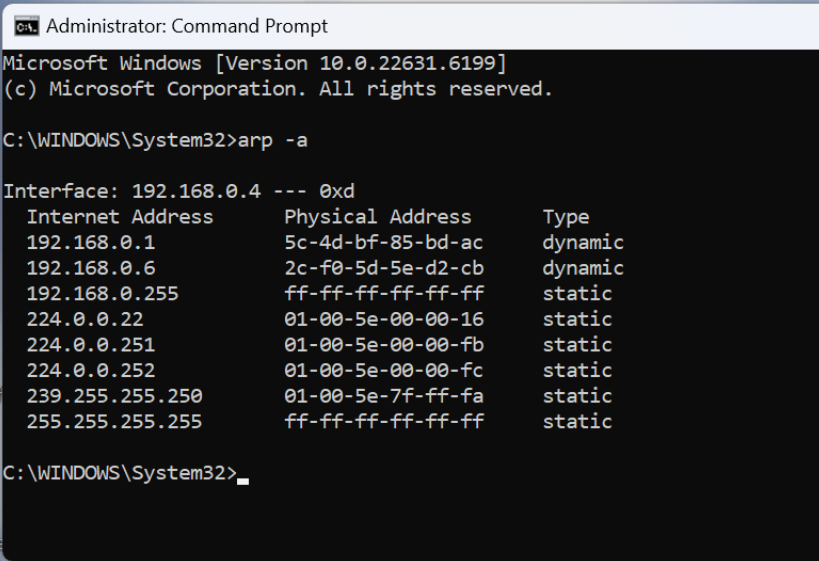 Administrator: Command Prompt
Microsoft Windows [Version 10.0.22631.6199]
(c) Microsoft Corporation. All rights reserved.
C:\WINDOWS\System32>arp -a
Interface: 192.168.0.4 --- 0xd
Internet Address Physical Address Type
192.168.0.1 5c-4d-bf-85-bd-ac dynamic
192.168.0.6 2c-f0-5d-5e-d2-cb dynamic
192.168.0.255 ff-ff-ff-ff-ff-ff static
224.0.0.22 01-00-5e-00-00-16 static
224.0.0.251 01-00-5e-00-00-fb static
224.0.0.252 01-00-5e-00-00-fc static
239.255.255.250 01-00-5e-7f-ff-fa static
255.255.255.255 ff-ff-ff-ff-ff-ff static
C:\WINDOWS\System32>